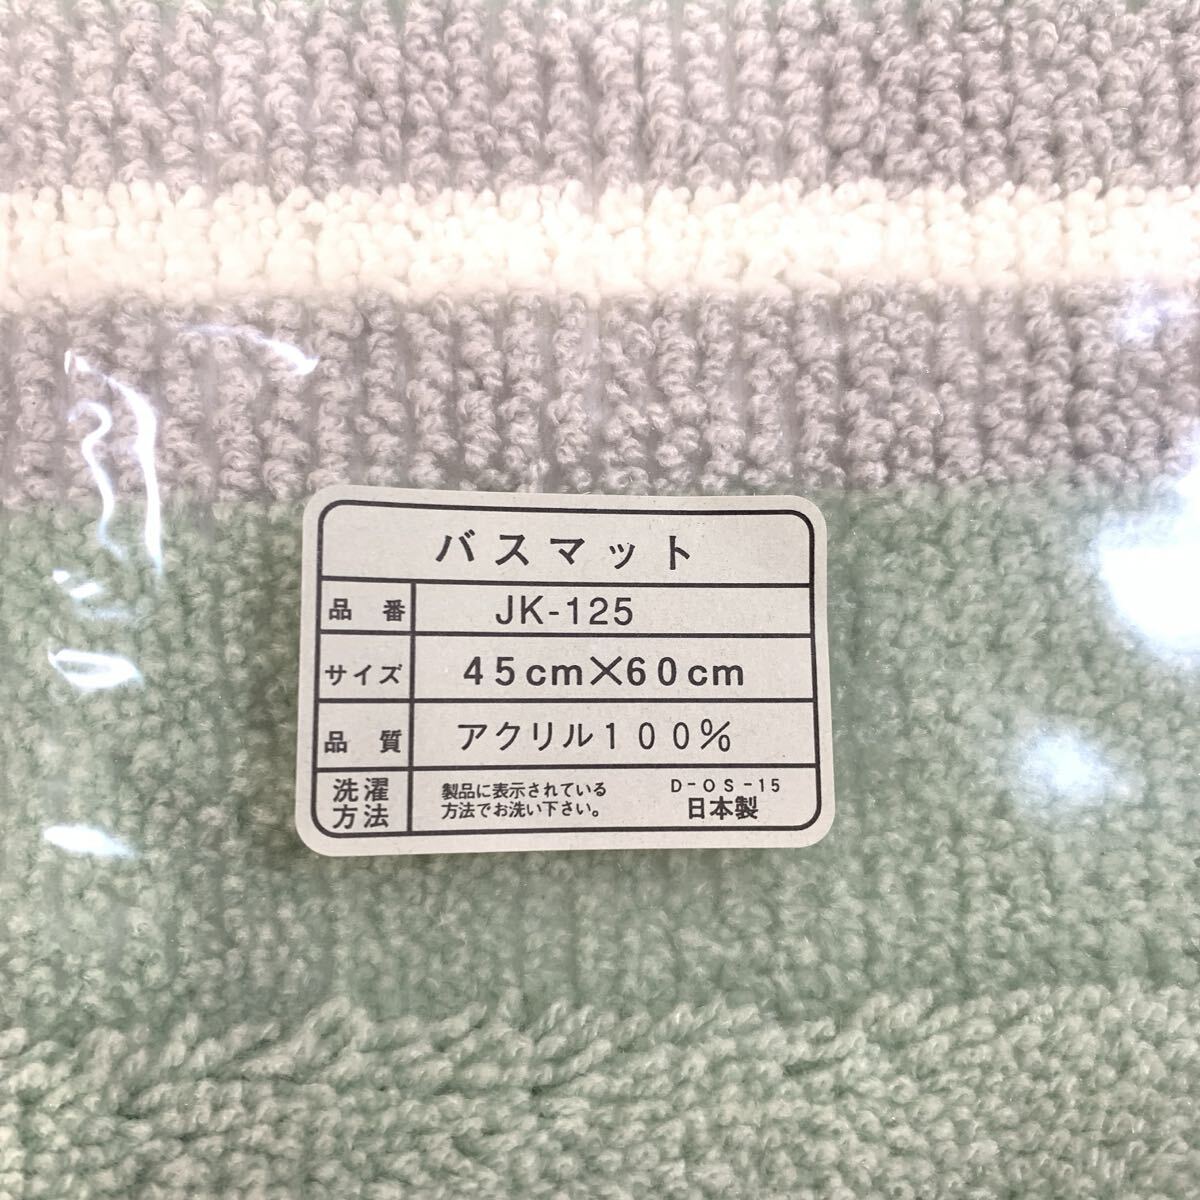 バスマット
品番 JK-125
サイズ 45cm×60cm
品質 アクリル100%
洗濯方法
製品に表示されている
方法でお洗い下さい。
D-OS-15
日本製